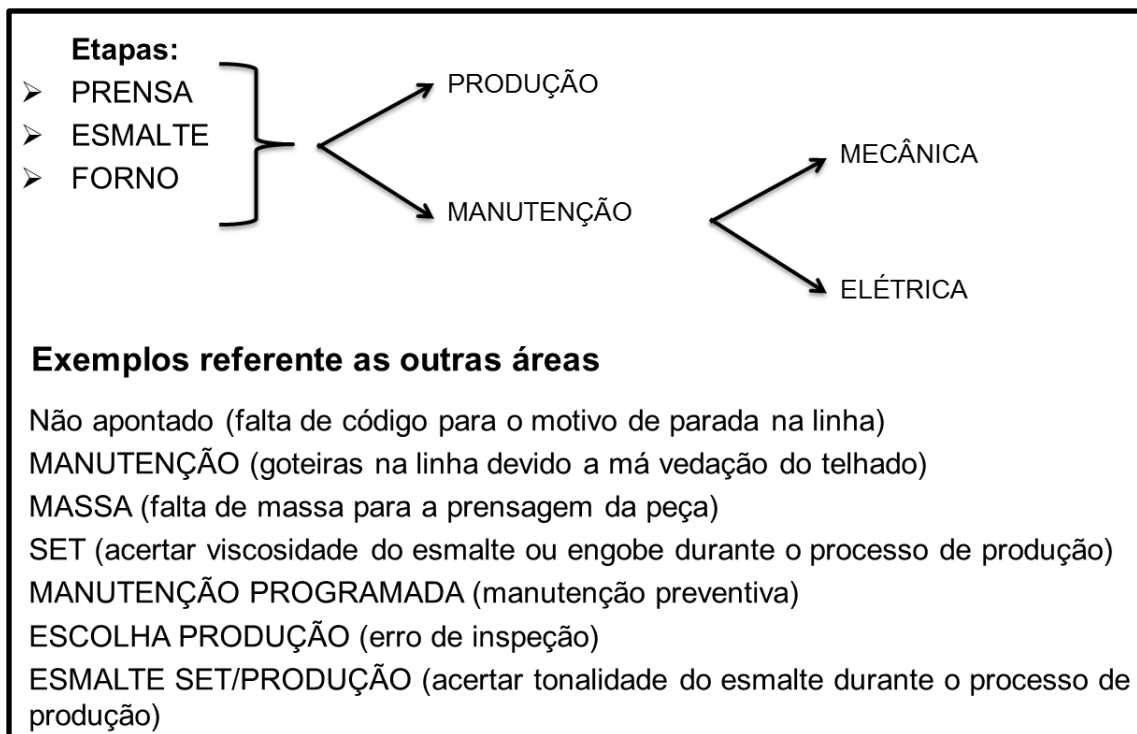 Etapas:
➢ PRENSA
➢ ESMALTE
➢ FORNO
PRODUÇÃO
MANUTENÇÃO
MECÂNICA
ELÉTRICA
Exemplos referente as outras áreas
Não apontado (falta de código para o motivo de parada na linha)
MANUTENÇÃO (goteiras na linha devido a má vedação do telhado)
MASSA (falta de massa para a prensagem da peça)
SET (acertar viscosidade do esmalte ou engobe durante o processo de produção)
MANUTENÇÃO PROGRAMADA (manutenção preventiva)
ESCOLHA PRODUÇÃO (erro de inspeção)
ESMALTE SET/PRODUÇÃO (acertar tonalidade do esmalte durante o processo de
produção)